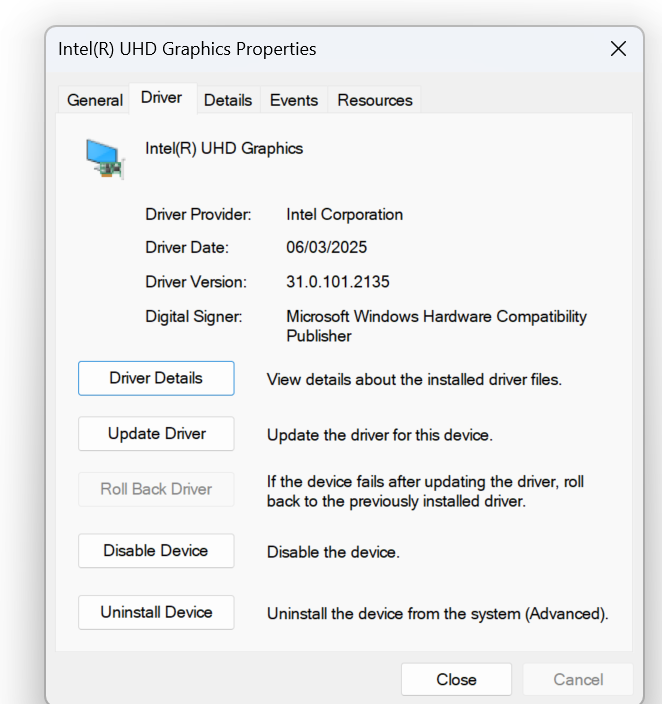 Intel(R) UHD Graphics Properties
General Driver Details Events Resources
Intel(R) UHD Graphics
Driver Provider: Intel Corporation
Driver Date: 06/03/2025
Driver Version: 31.0.101.2135
Digital Signer: Microsoft Windows Hardware Compatibility
Publisher
Driver Details View details about the installed driver files.
Update Driver Update the driver for this device.
Roll Back Driver If the device fails after updating the driver, roll
back to the previously installed driver.
Disable Device Disable the device.
Uninstall Device Uninstall the device from the system (Advanced).
Close Cancel